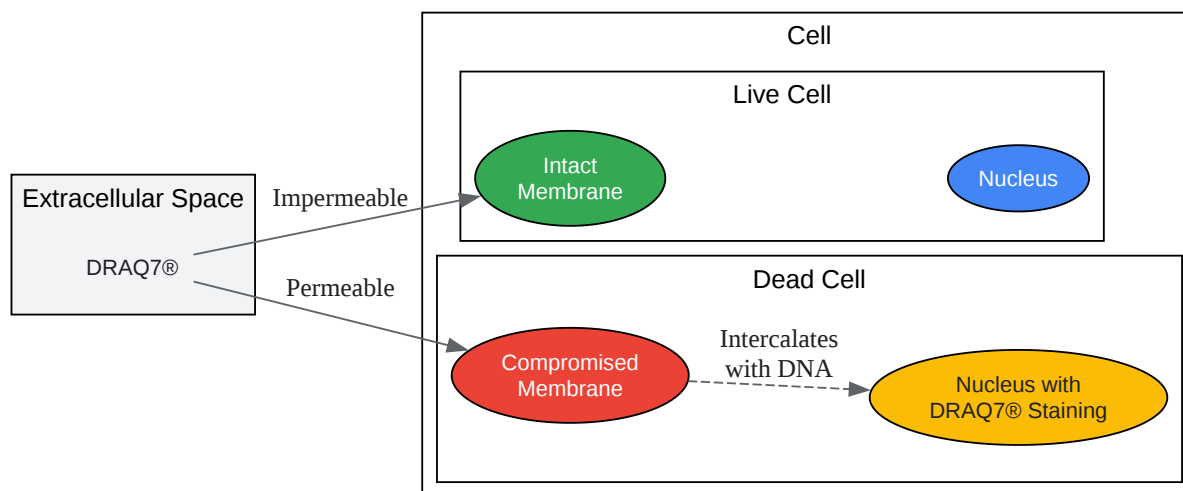 Cell
Live Cell
Intact
Membrane
Nucleus
Extracellular Space
DRAQ7®
Impermeable
Permeable
Dead Cell
Compromised
Membrane
Intercalates
with DNA
Nucleus with
DRAQ7® Staining